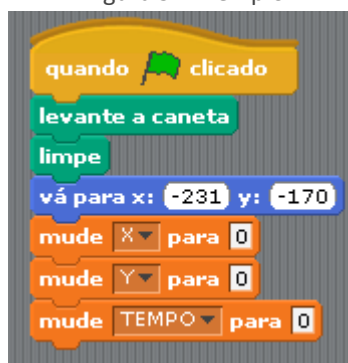 quando clicado
levante a caneta
limpe
vá para x: -231 y: -170
mude X para 0
mude Y para 0
mude TEMPO para 0